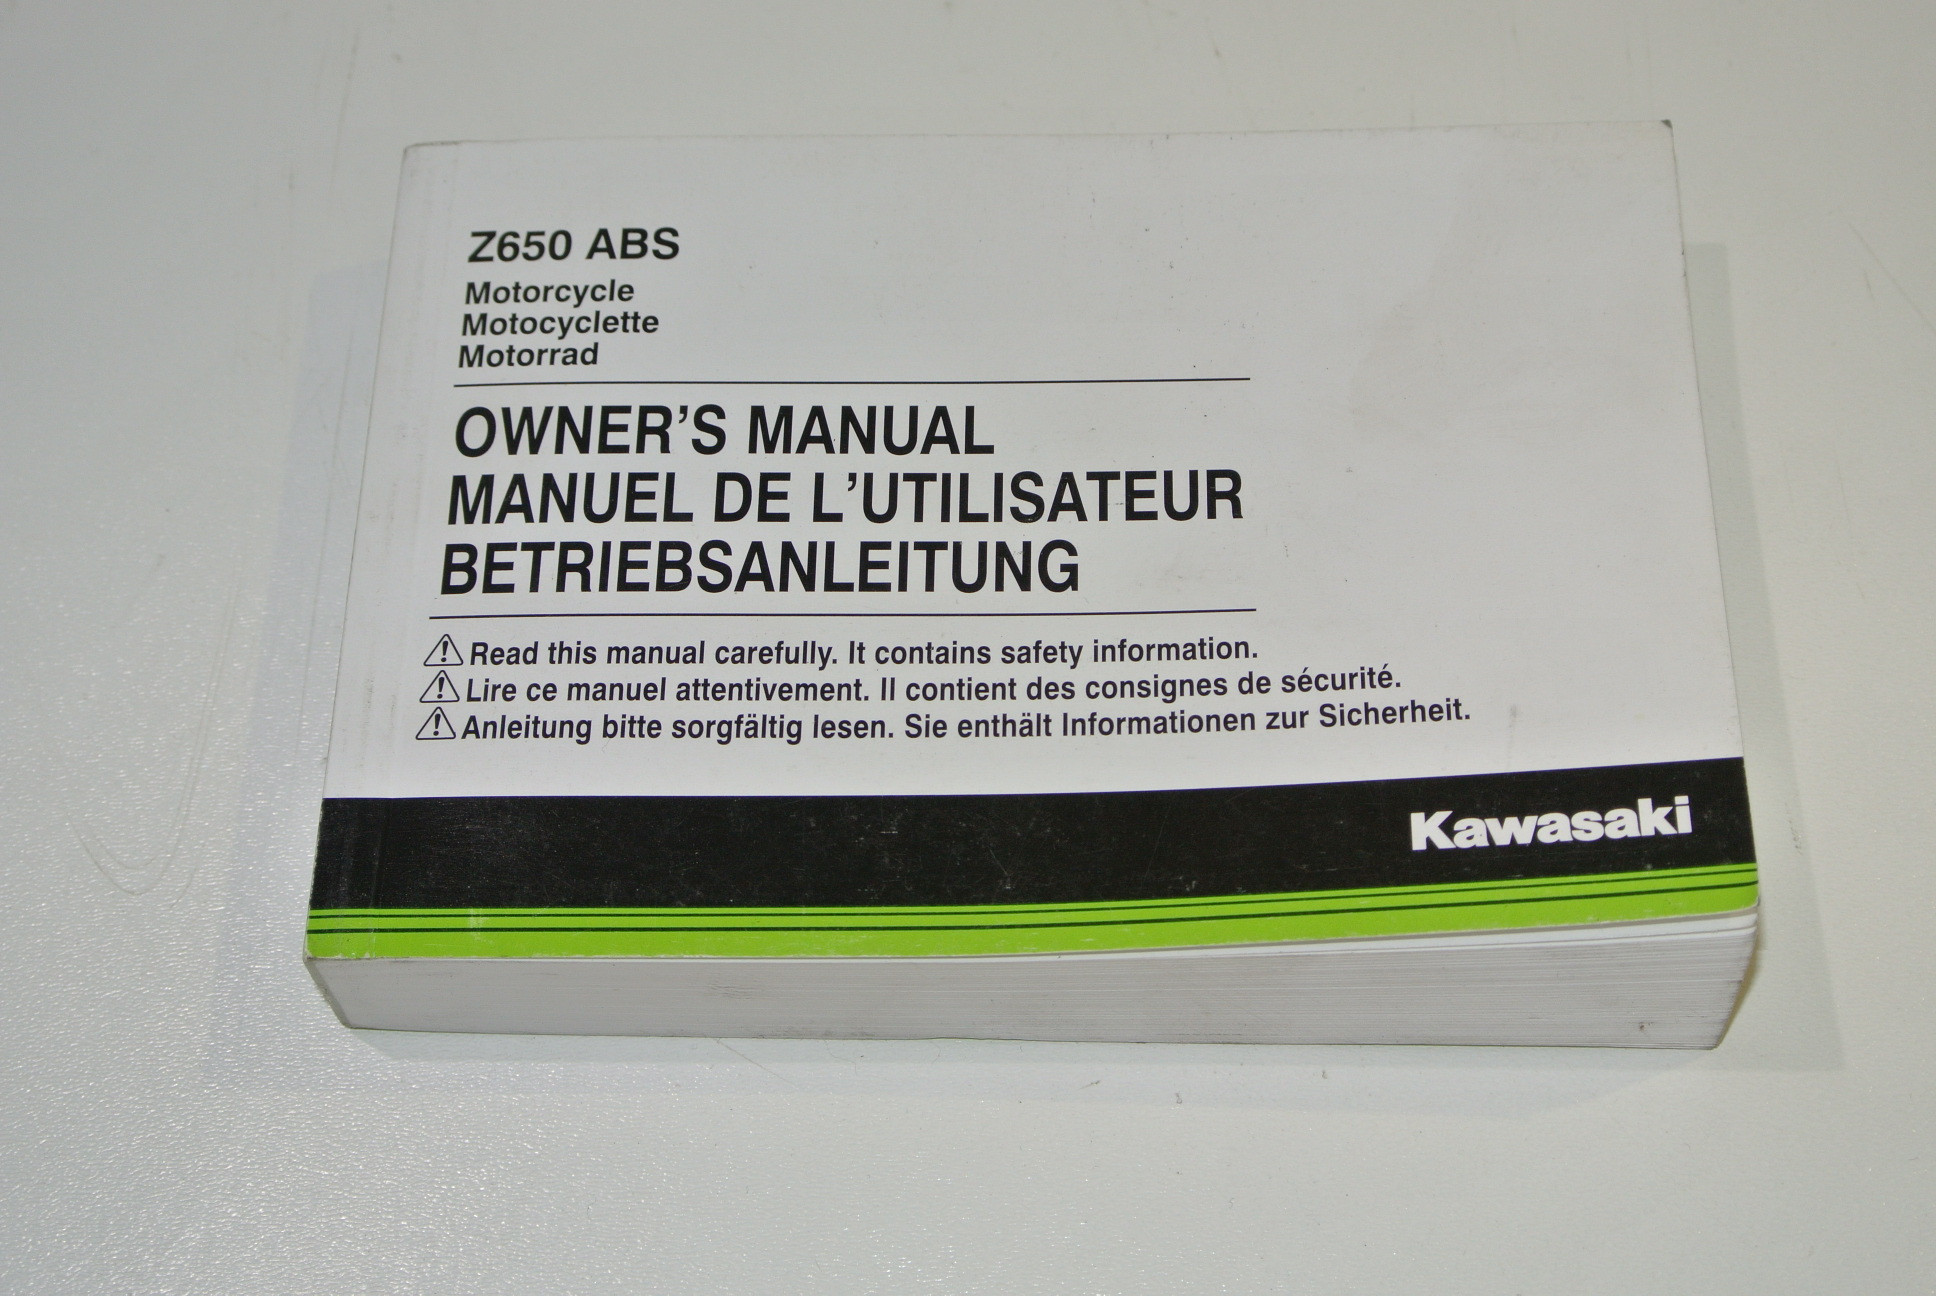 Z650 ABS
Motorcycle
Motocyclette
Motorrad
OWNER'S MANUAL
MANUEL DE L'UTILISATEUR
BETRIEBSANLEITUNG
Read this manual carefully. It contains safety information.
Lire ce manuel attentivement. Il contient des consignes de sécurité.
Anleitung bitte sorgfältig lesen. Sie enthält Informationen zur Sicherheit.
Kawasaki